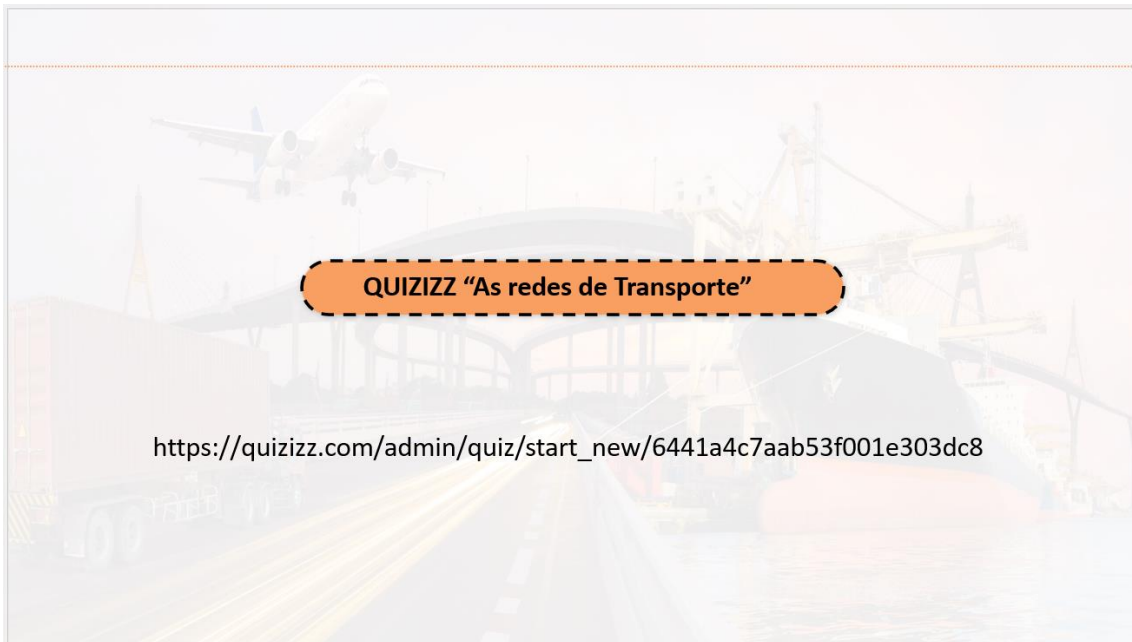 QUIZIZZ “As redes de Transporte”
https://quizizz.com/admin/quiz/start_new/6441a4c7aab53f001e303dc8